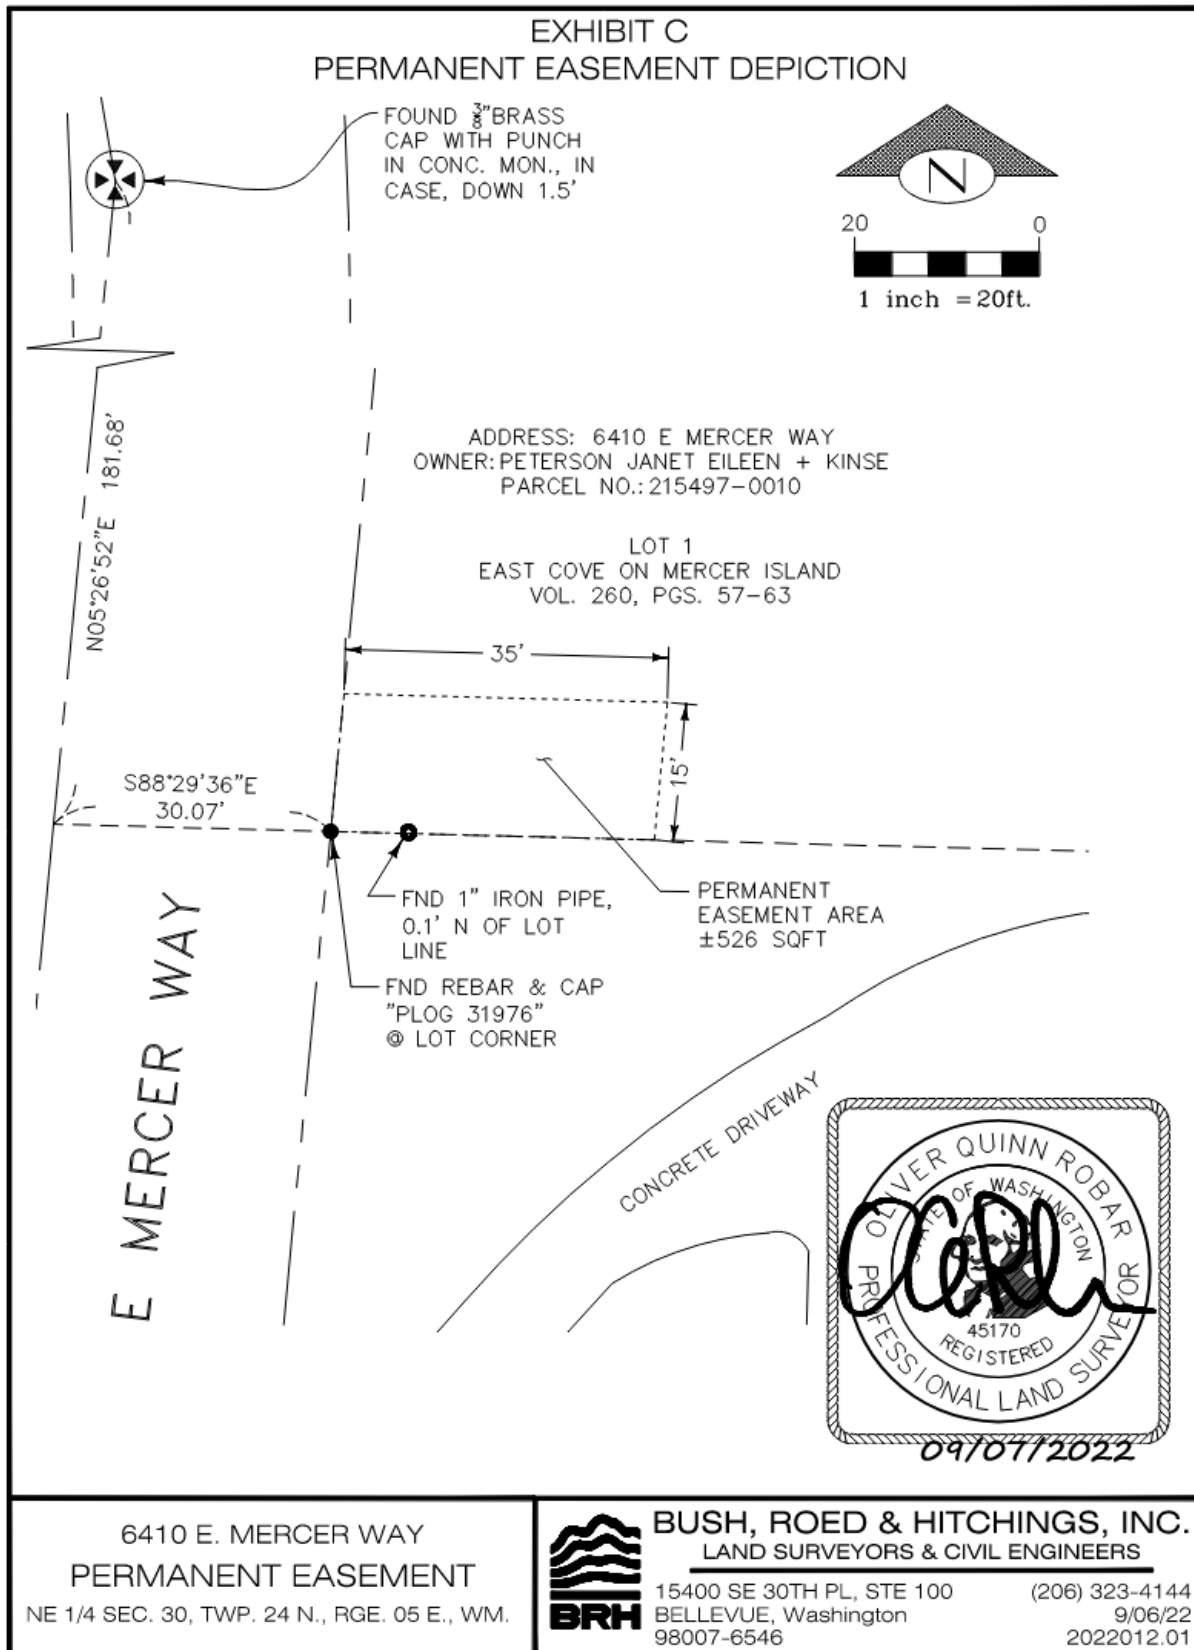 EXHIBIT C
PERMANENT EASEMENT DEPICTION
FOUND 3/8" BRASS
CAP WITH PUNCH
IN CONC. MON., IN
CASE, DOWN 1.5'
N
20 0
1 inch = 20ft.
ADDRESS: 6410 E MERCER WAY
OWNER: PETERSON JANET EILEEN + KINSE
PARCEL NO.: 215497-0010
LOT 1
EAST COVE ON MERCER ISLAND
VOL. 260, PGS. 57-63
N05°26'52"E 181.68'
35'
15'
S88°29'36"E
30.07'
FND 1" IRON PIPE,
0.1' N OF LOT
LINE
PERMANENT
EASEMENT AREA
±526 SQFT
FND REBAR & CAP
"PLOG 31976"
@ LOT CORNER
E MERCER WAY
CONCRETE DRIVEWAY
OLIVER QUINN ROBAR
STATE OF WASHINGTON
45170
REGISTERED
PROFESSIONAL LAND SURVEYOR
09/07/2022
6410 E. MERCER WAY
PERMANENT EASEMENT
NE 1/4 SEC. 30, TWP. 24 N., RGE. 05 E., WM.
BRH
BUSH, ROED & HITCHINGS, INC.
LAND SURVEYORS & CIVIL ENGINEERS
15400 SE 30TH PL, STE 100 (206) 323-4144
BELLEVUE, Washington 9/06/22
98007-6546 2022012.01